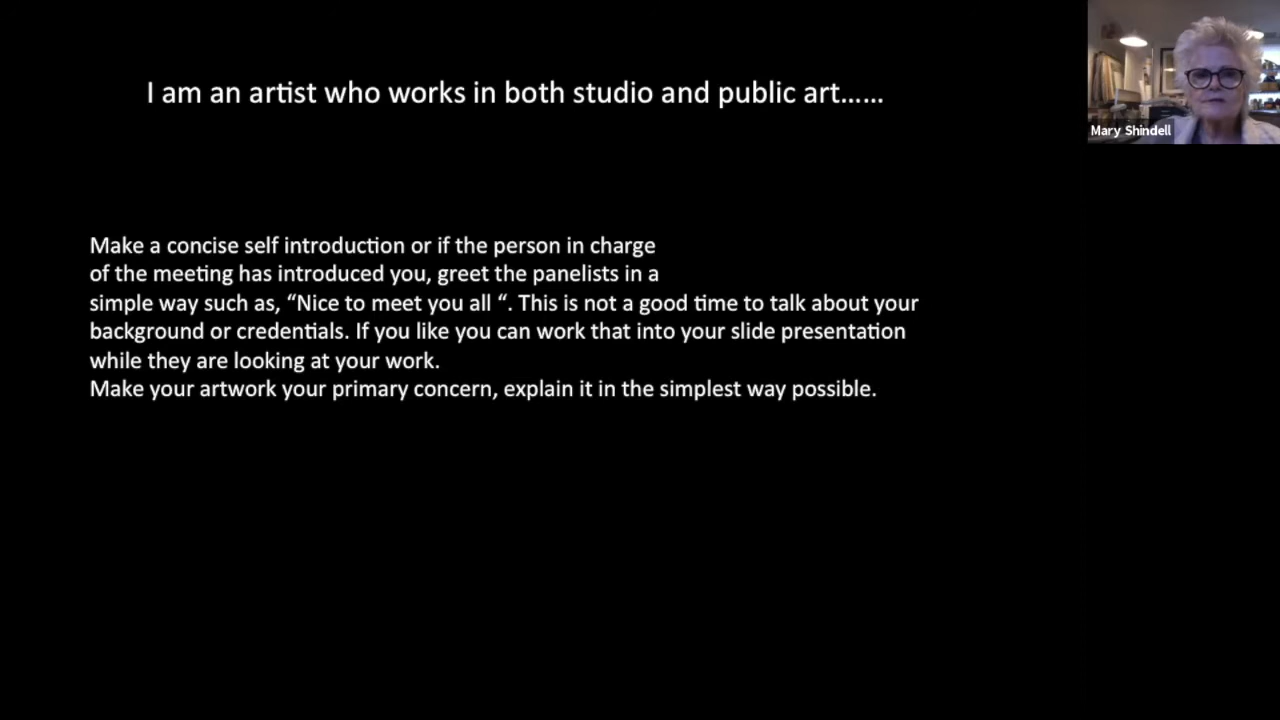 I am an artist who works in both studio and public art......
Mary Shindell
Make a concise self introduction or if the person in charge
of the meeting has introduced you, greet the panelists in a
simple way such as, “Nice to meet you all “. This is not a good time to talk about your
background or credentials. If you like you can work that into your slide presentation
while they are looking at your work.
Make your artwork your primary concern, explain it in the simplest way possible.